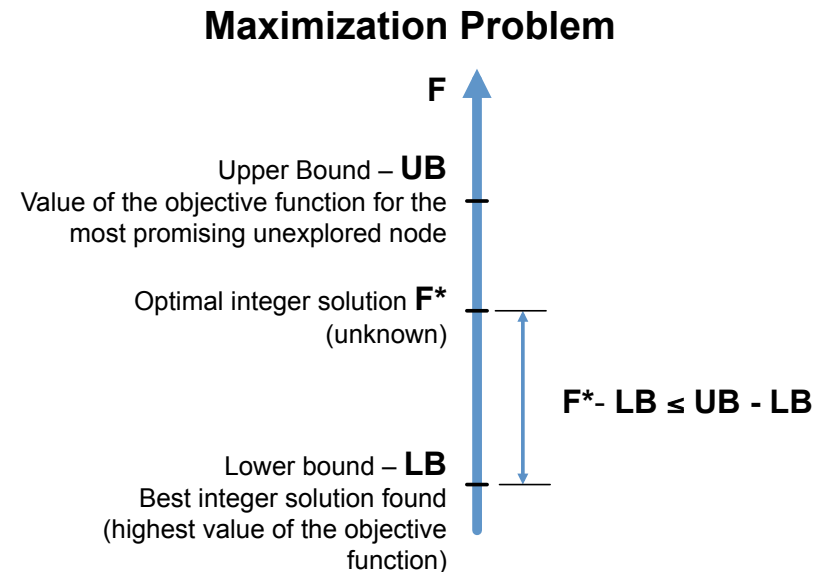 Maximization Problem
F
Upper Bound – UB
Value of the objective function for the
most promising unexplored node
Optimal integer solution F*
(unknown)
F*- LB ≤ UB - LB
Lower bound – LB
Best integer solution found
(highest value of the objective
function)